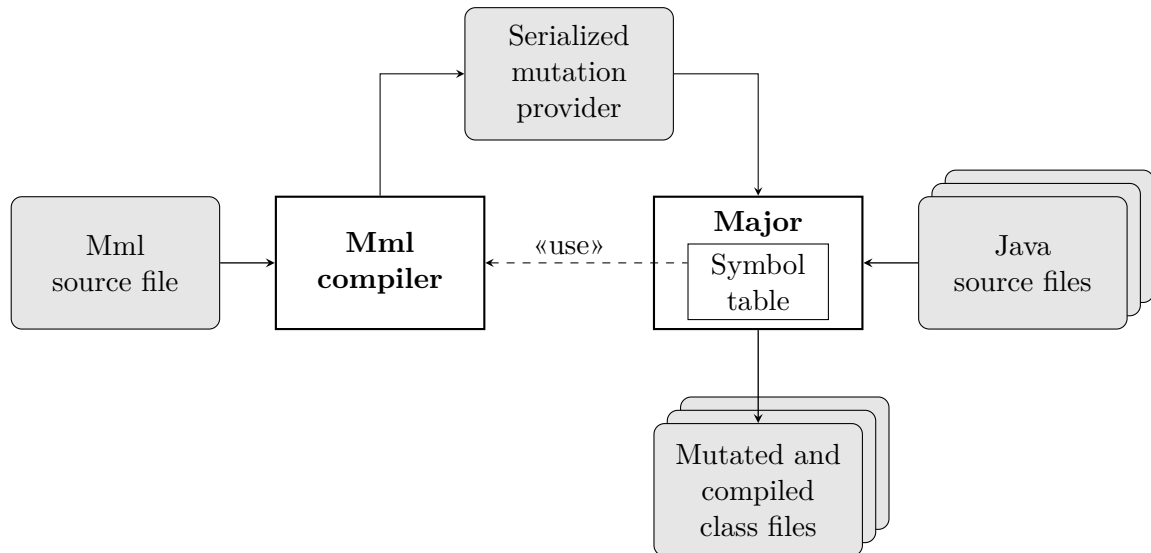 Serialized
mutation
provider
Mml
source file
Mml
compiler
«use»
Major
Symbol
table
Java
source files
Mutated and
compiled
class files